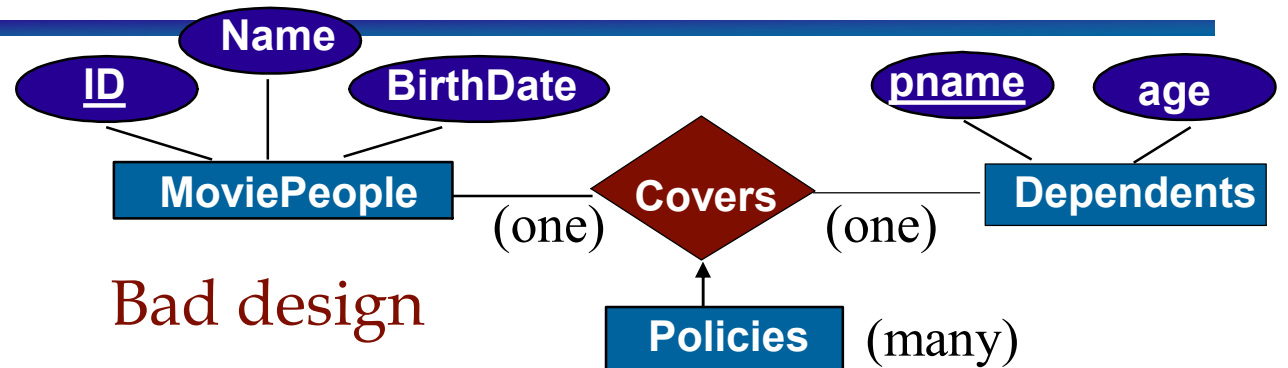 Name
ID
BirthDate
pname
age
MoviePeople
Covers
Dependents
(one)
(one)
Bad design
Policies
(many)